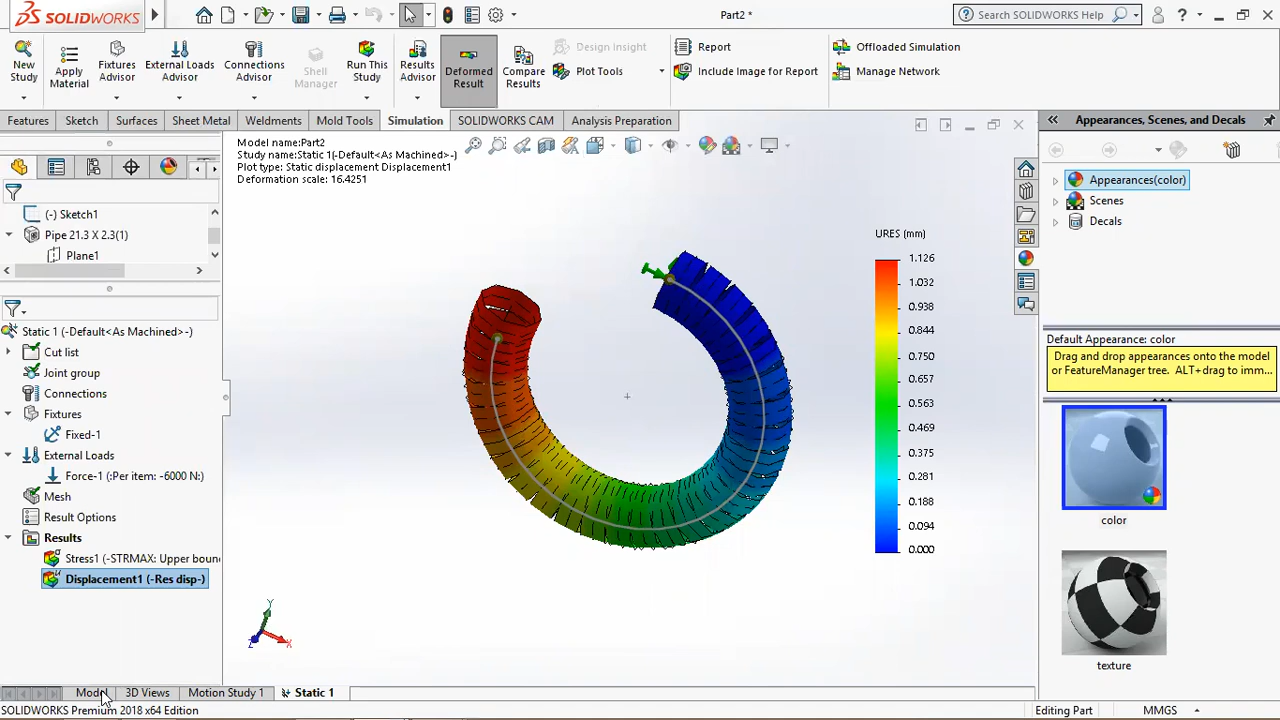 SOLIDWORKS
Part2 *
Search SOLIDWORKS Help
New Study
Apply Material
Fixtures Advisor
External Loads Advisor
Connections Advisor
Shell Manager
Run This Study
Results Advisor
Deformed Result
Compare Results
Design Insight
Plot Tools
Report
Include Image for Report
Offloaded Simulation
Manage Network
Features
Sketch
Surfaces
Sheet Metal
Weldments
Mold Tools
Simulation
SOLIDWORKS CAM
Analysis Preparation
Model name:Part2
Study name:Static 1(-Default<As Machined>-)
Plot type: Static displacement Displacement1
Deformation scale: 16.4251
(-) Sketch1
Pipe 21.3 X 2.3(1)
Plane1
Static 1 (-Default<As Machined>-)
Cut list
Joint group
Connections
Fixtures
Fixed-1
External Loads
Force-1 (:Per item: -6000 N:)
Mesh
Result Options
Results
Stress1 (-STRMAX: Upper boun
Displacement1 (-Res disp-)
URES (mm)
1.126
1.032
0.938
0.844
0.750
0.657
0.563
0.469
0.375
0.281
0.188
0.094
0.000
Y
X
Z
Appearances, Scenes, and Decals
Appearances(color)
Scenes
Decals
Default Appearance: color
Drag and drop appearances onto the model
or FeatureManager tree. ALT+drag to imm...
color
texture
Model
3D Views
Motion Study 1
Static 1
SOLIDWORKS Premium 2018 x64 Edition
Editing Part
MMGS